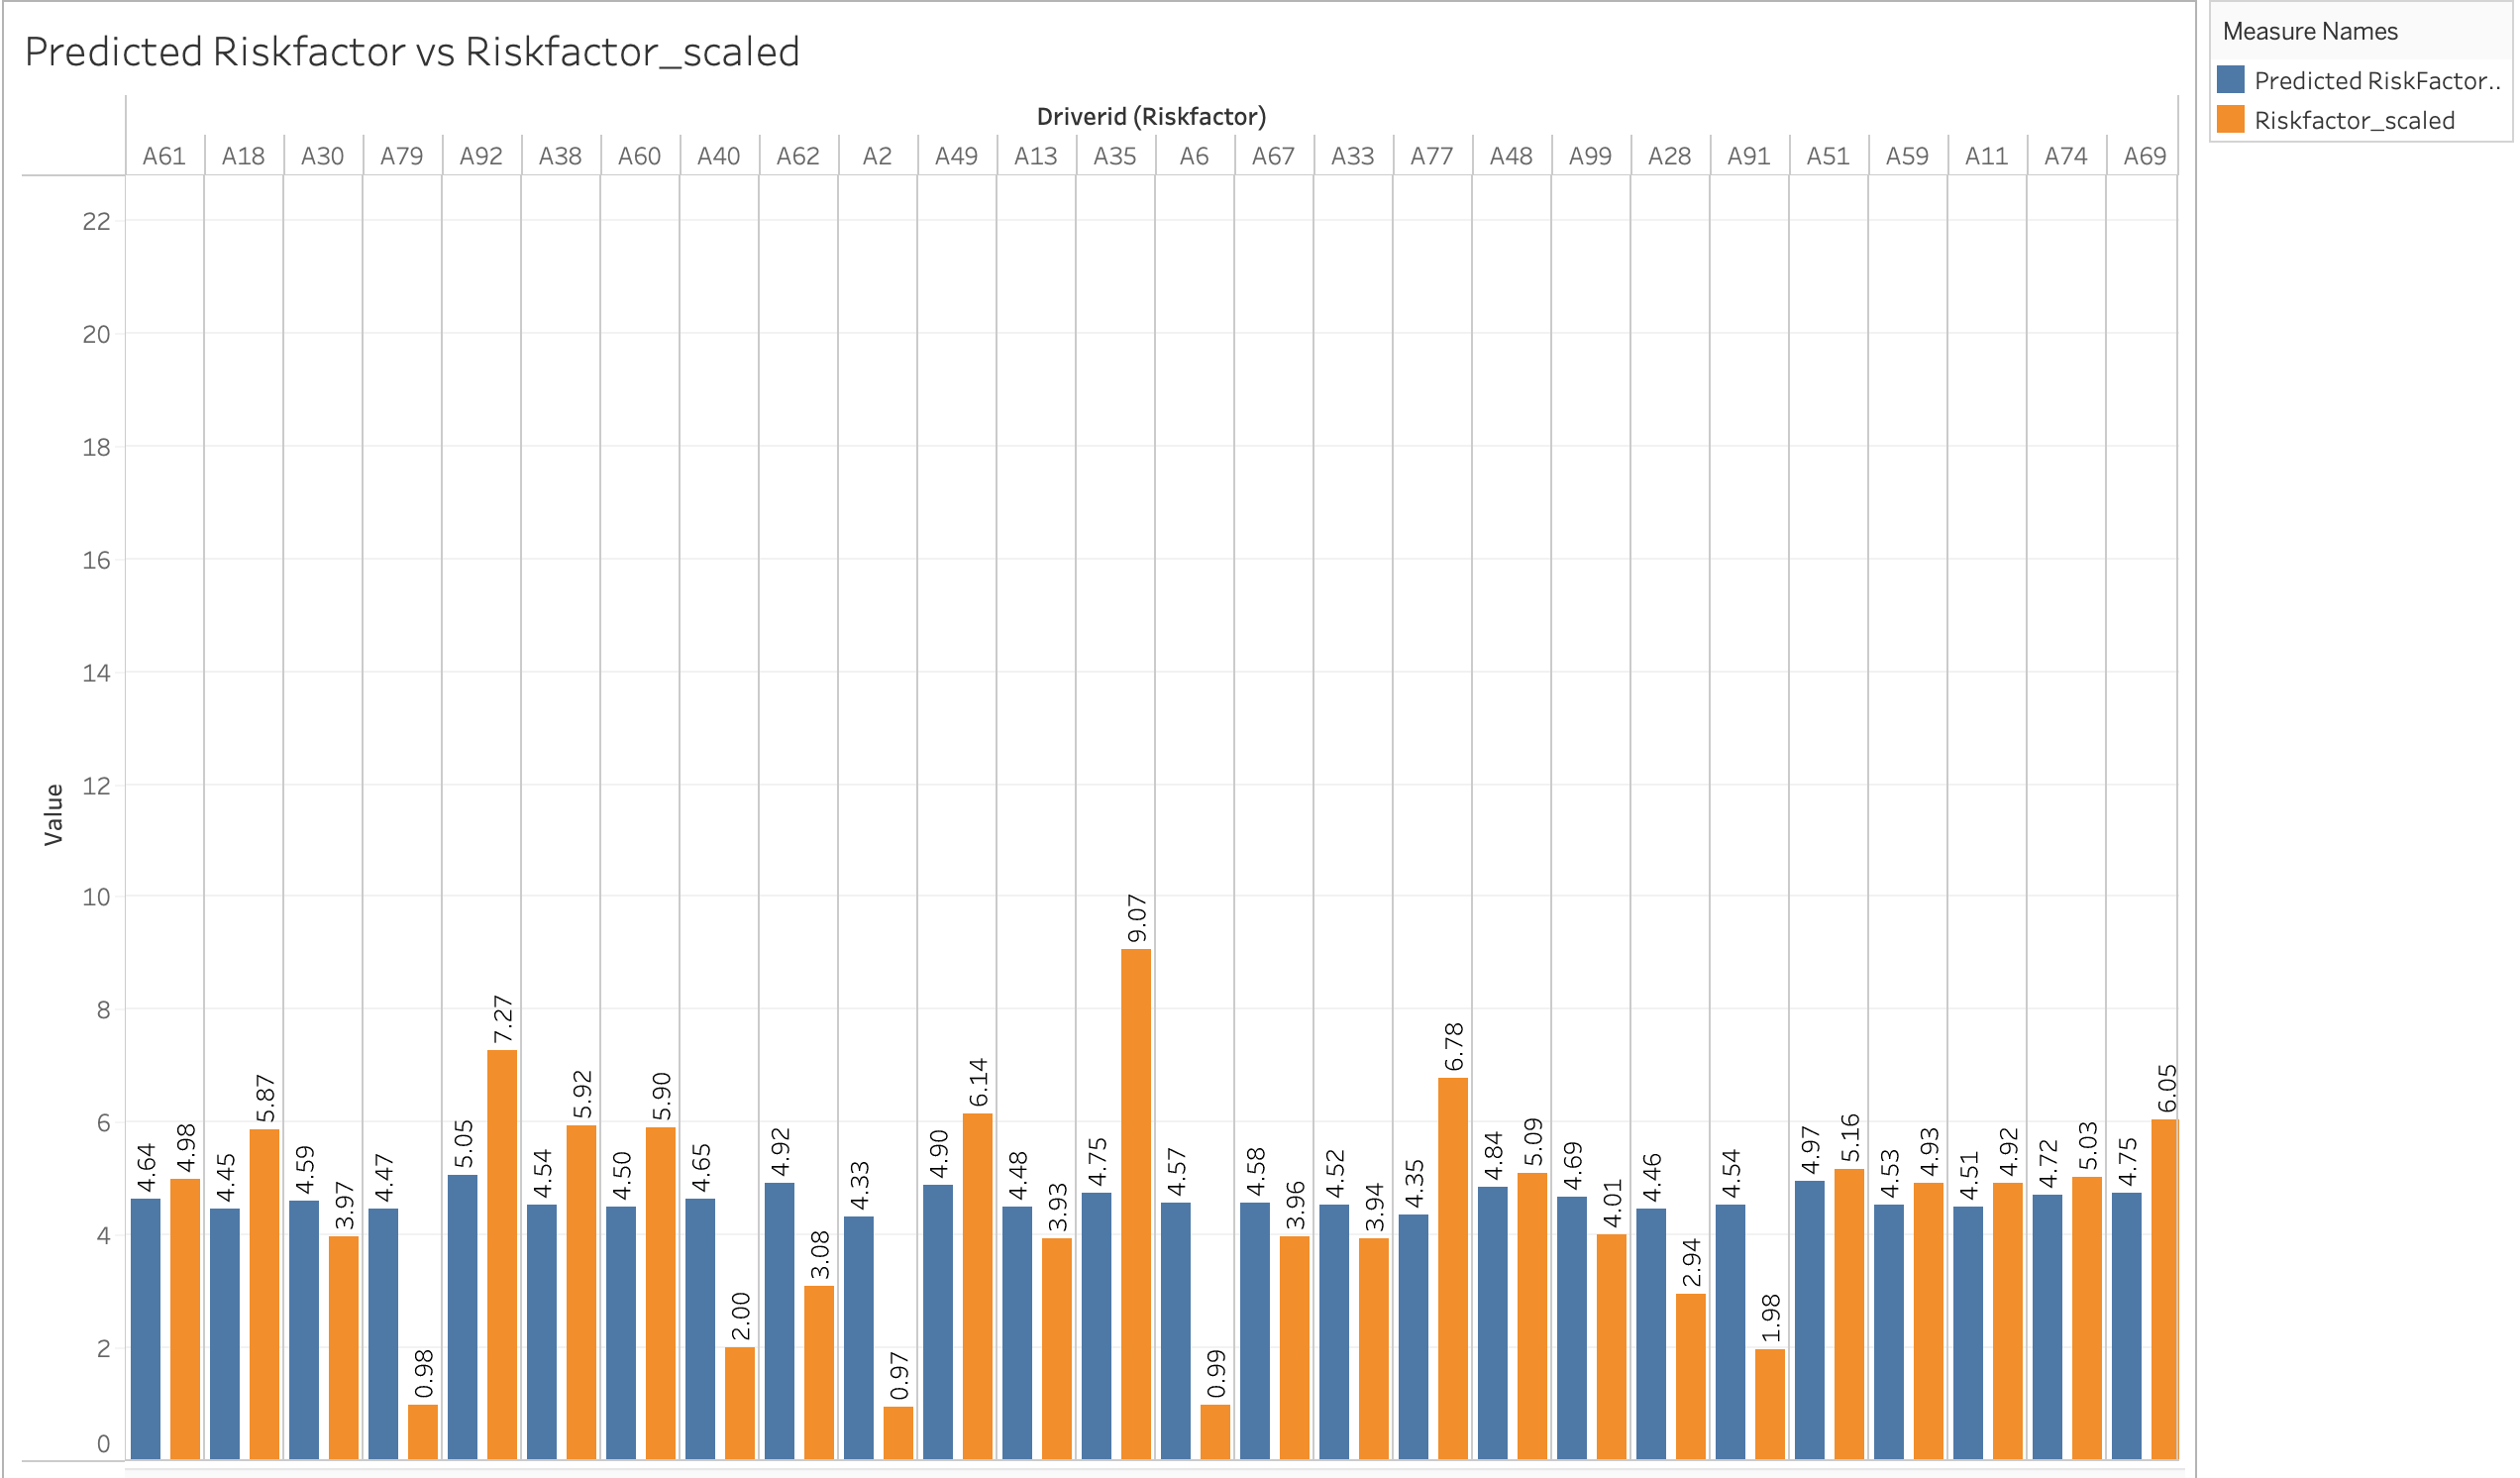 Predicted Riskfactor vs Riskfactor_scaled
Measure Names
Predicted RiskFactor..
Riskfactor_scaled
Driverid (Riskfactor)
A61 A18 A30 A79 A92 A38 A60 A40 A62 A2 A49 A13 A35 A6 A67 A33 A77 A48 A99 A28 A91 A51 A59 A11 A74 A69
22
20
18
16
14
12
10
8
6
4
2
0
Value
4.64 4.98 4.45 5.87 4.59 3.97 4.47 0.98 5.05 7.27 4.54 5.92 4.50 5.90 4.65 2.00 4.92 3.08 4.33 0.97 4.90 6.14 4.48 3.93 4.75 9.07 4.57 0.99 4.58 3.96 4.52 3.94 4.35 6.78 4.84 5.09 4.69 4.01 4.46 2.94 4.54 1.98 4.97 5.16 4.53 4.93 4.51 4.92 4.72 5.03 4.75 6.05